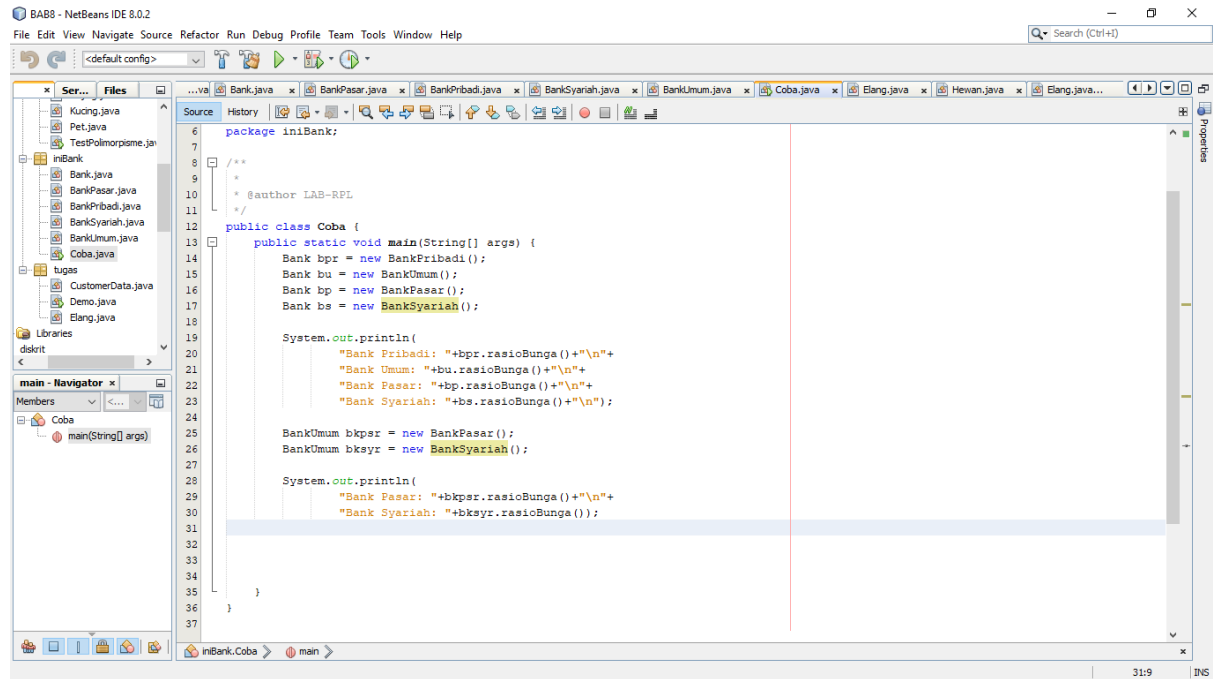 BAB8 - NetBeans IDE 8.0.2
File Edit View Navigate Source Refactor Run Debug Profile Team Tools Window Help
Search (Ctrl+I)
<default config>
Ser... Files
...va Bank.java BankPasar.java BankPribadi.java BankSyariah.java BankUmum.java Coba.java Elang.java Hewan.java Elang.java...
Source History
Kucing.java
Pet.java
TestPolimorpisme.jav
iniBank
Bank.java
BankPasar.java
BankPribadi.java
BankSyariah.java
BankUmum.java
Coba.java
tugas
CustomerData.java
Demo.java
Elang.java
Libraries
diskrit
main - Navigator
Members <...
Coba
main(String[] args)
6 package iniBank;
7
8 /**
9 *
10 * @author LAB-RPL
11 */
12 public class Coba {
13 public static void main(String[] args) {
14 Bank bpr = new BankPribadi();
15 Bank bu = new BankUmum();
16 Bank bp = new BankPasar();
17 Bank bs = new BankSyariah();
18
19 System.out.println(
20 "Bank Pribadi: "+bpr.rasioBunga()+"\n"+
21 "Bank Umum: "+bu.rasioBunga()+"\n"+
22 "Bank Pasar: "+bp.rasioBunga()+"\n"+
23 "Bank Syariah: "+bs.rasioBunga()+"\n");
24
25 BankUmum bkpsr = new BankPasar();
26 BankUmum bksyr = new BankSyariah();
27
28 System.out.println(
29 "Bank Pasar: "+bkpsr.rasioBunga()+"\n"+
30 "Bank Syariah: "+bksyr.rasioBunga());
31
32
33
34
35 }
36 }
37
Properties
iniBank.Coba main
31:9 INS